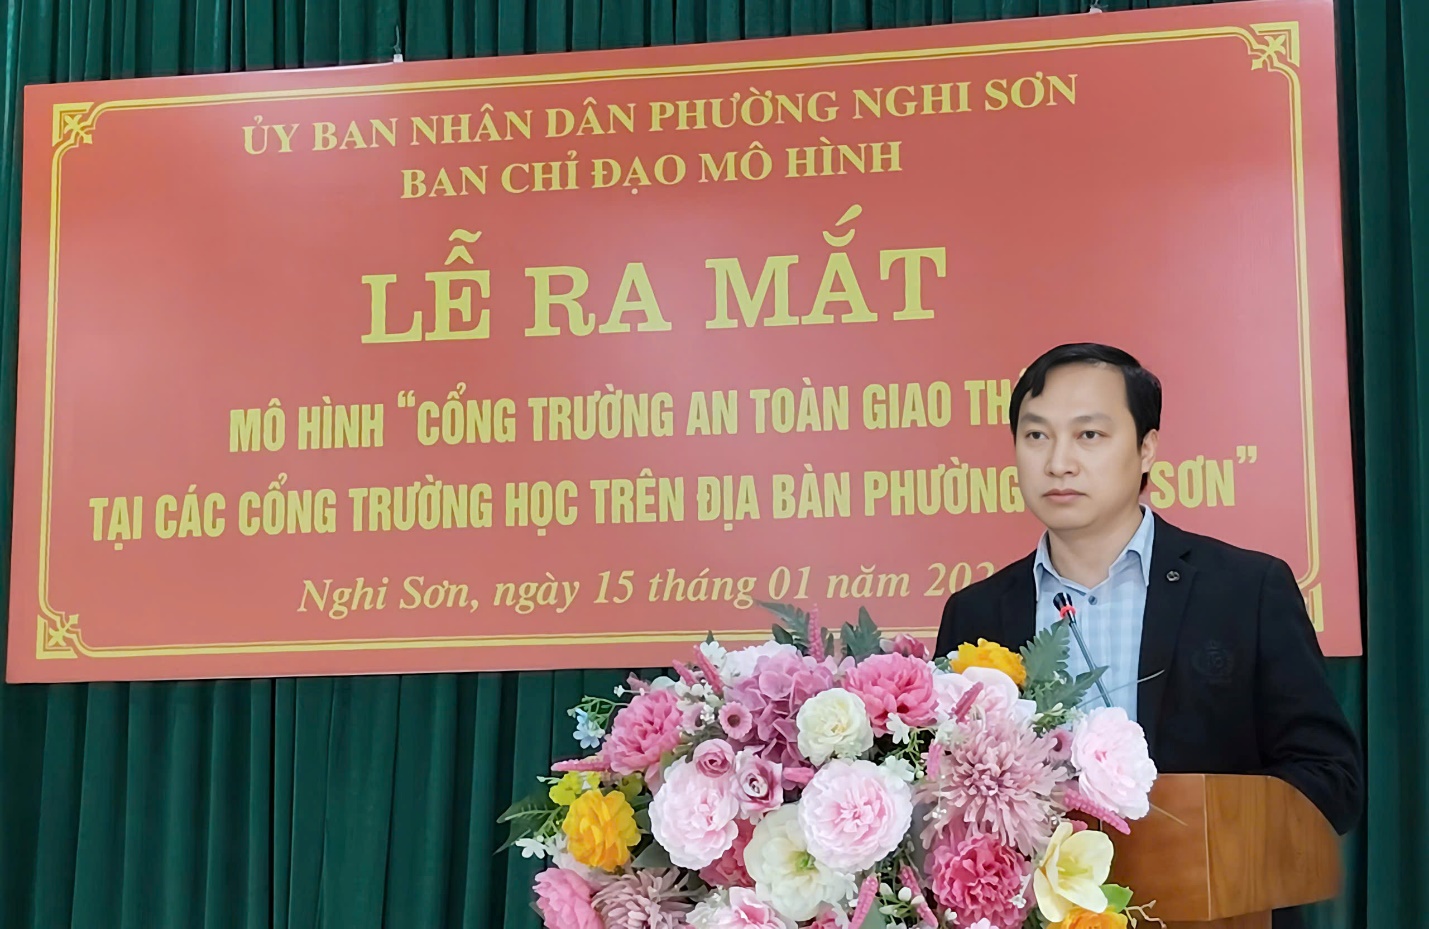 ỦY BAN NHÂN DÂN PHƯỜNG NGHI SƠN
BAN CHỈ ĐẠO MÔ HÌNH
LỄ RA MẮT
MÔ HÌNH “CỔNG TRƯỜNG AN TOÀN GIAO
TẠI CÁC CỔNG TRƯỜNG HỌC TRÊN ĐỊA BÀN PHƯỜNG SƠN”
Nghi Sơn, ngày 15 tháng 01 năm